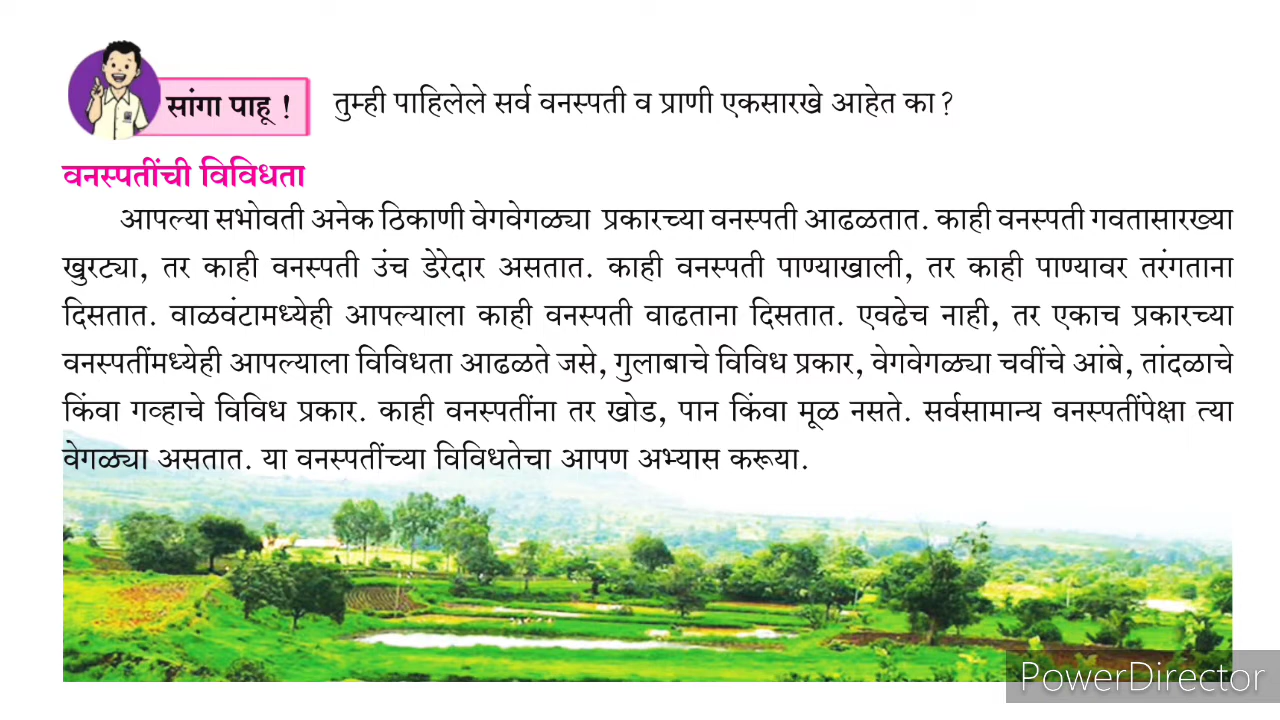 सांगा पाहू !
तुम्ही पाहिलेले सर्व वनस्पती व प्राणी एकसारखे आहेत का ?
वनस्पतींची विविधता
आपल्या सभोवती अनेक ठिकाणी वेगवेगळ्या प्रकारच्या वनस्पती आढळतात. काही वनस्पती गवतासारख्या
खुरट्या, तर काही वनस्पती उंच डेरेदार असतात. काही वनस्पती पाण्याखाली, तर काही पाण्यावर तरंगताना
दिसतात. वाळवंटामध्येही आपल्याला काही वनस्पती वाढताना दिसतात. एवढेच नाही, तर एकाच प्रकारच्या
वनस्पतींमध्येही आपल्याला विविधता आढळते जसे, गुलाबाचे विविध प्रकार, वेगवेगळ्या चवींचे आंबे, तांदळाचे
किंवा गव्हाचे विविध प्रकार. काही वनस्पतींना तर खोड, पान किंवा मूळ नसते. सर्वसामान्य वनस्पतींपेक्षा त्या
वेगळ्या असतात. या वनस्पतींच्या विविधतेचा आपण अभ्यास करूया.
PowerDirector